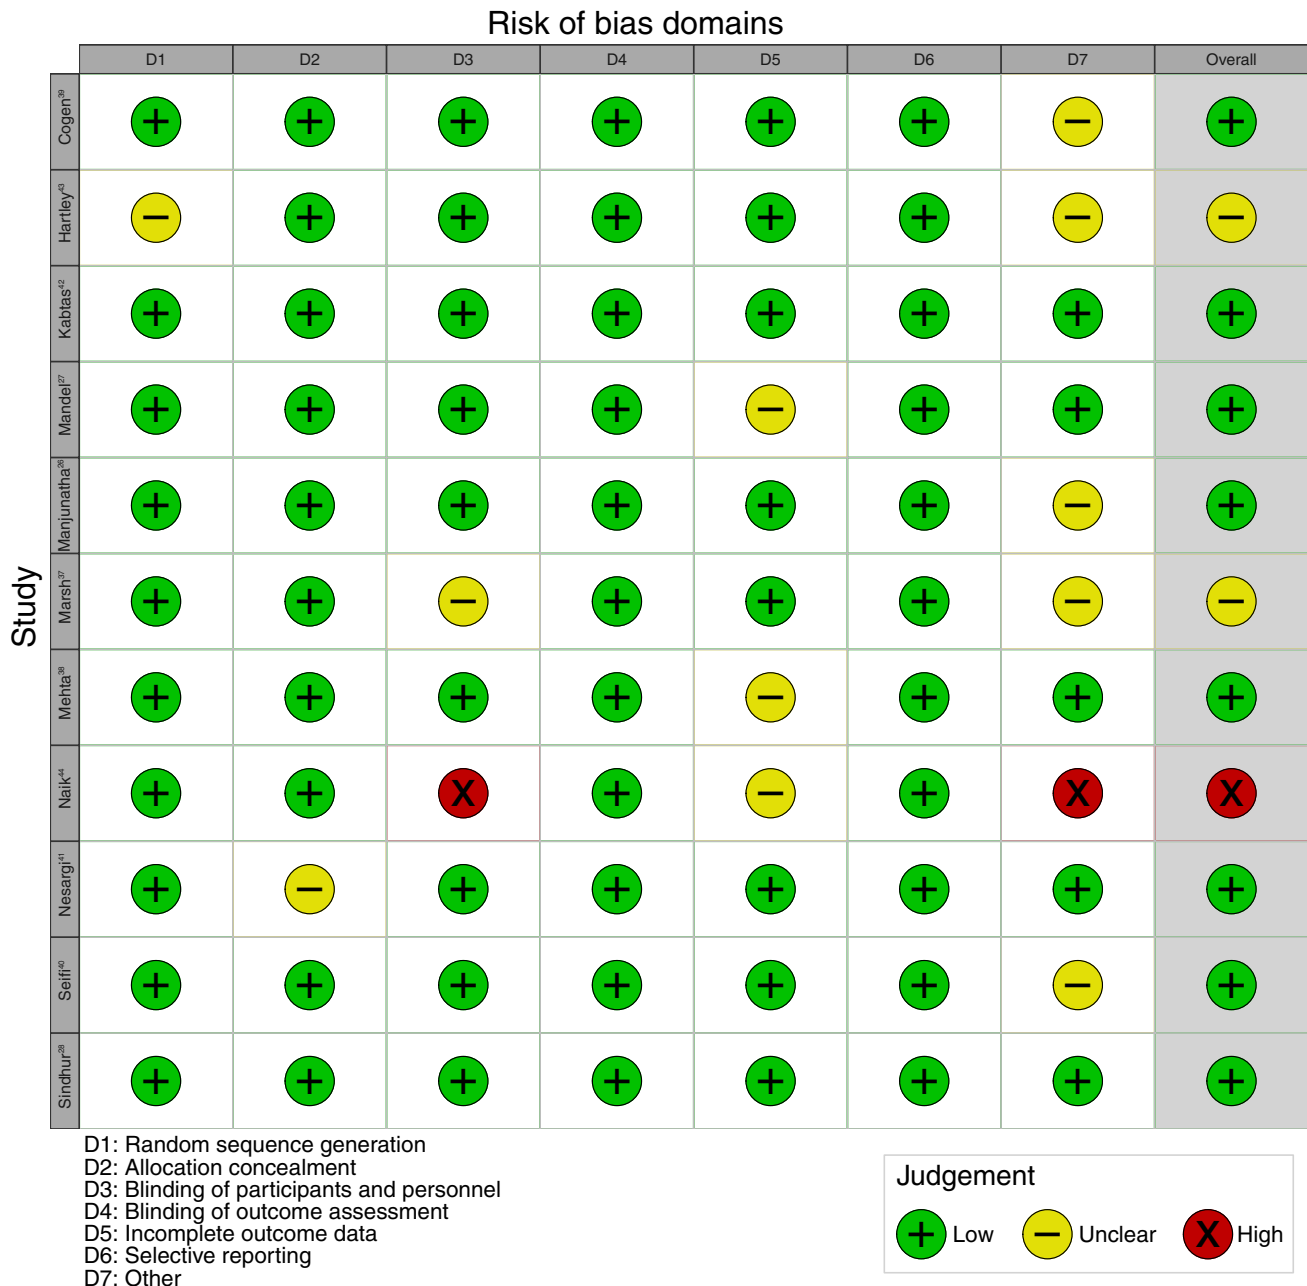 Risk of bias domains
D1 D2 D3 D4 D5 D6 D7 Overall
Study
Cogen³⁹ + + + + + + − +
Hartley⁴³ − + + + + + − −
Kabtas⁴² + + + + + + + +
Mandel²⁷ + + + + − + + +
Manjunatha²⁶ + + + + + + − +
Marsh³⁷ + + − + + + − −
Mehta³⁸ + + + + − + + +
Naik⁴⁴ + + X + − + X X
Nesargi⁴¹ + − + + + + + +
Seifi⁴⁰ + + + + + + − +
Sindhur²⁸ + + + + + + + +
D1: Random sequence generation
D2: Allocation concealment
D3: Blinding of participants and personnel
D4: Blinding of outcome assessment
D5: Incomplete outcome data
D6: Selective reporting
D7: Other
Judgement
+ Low − Unclear X High